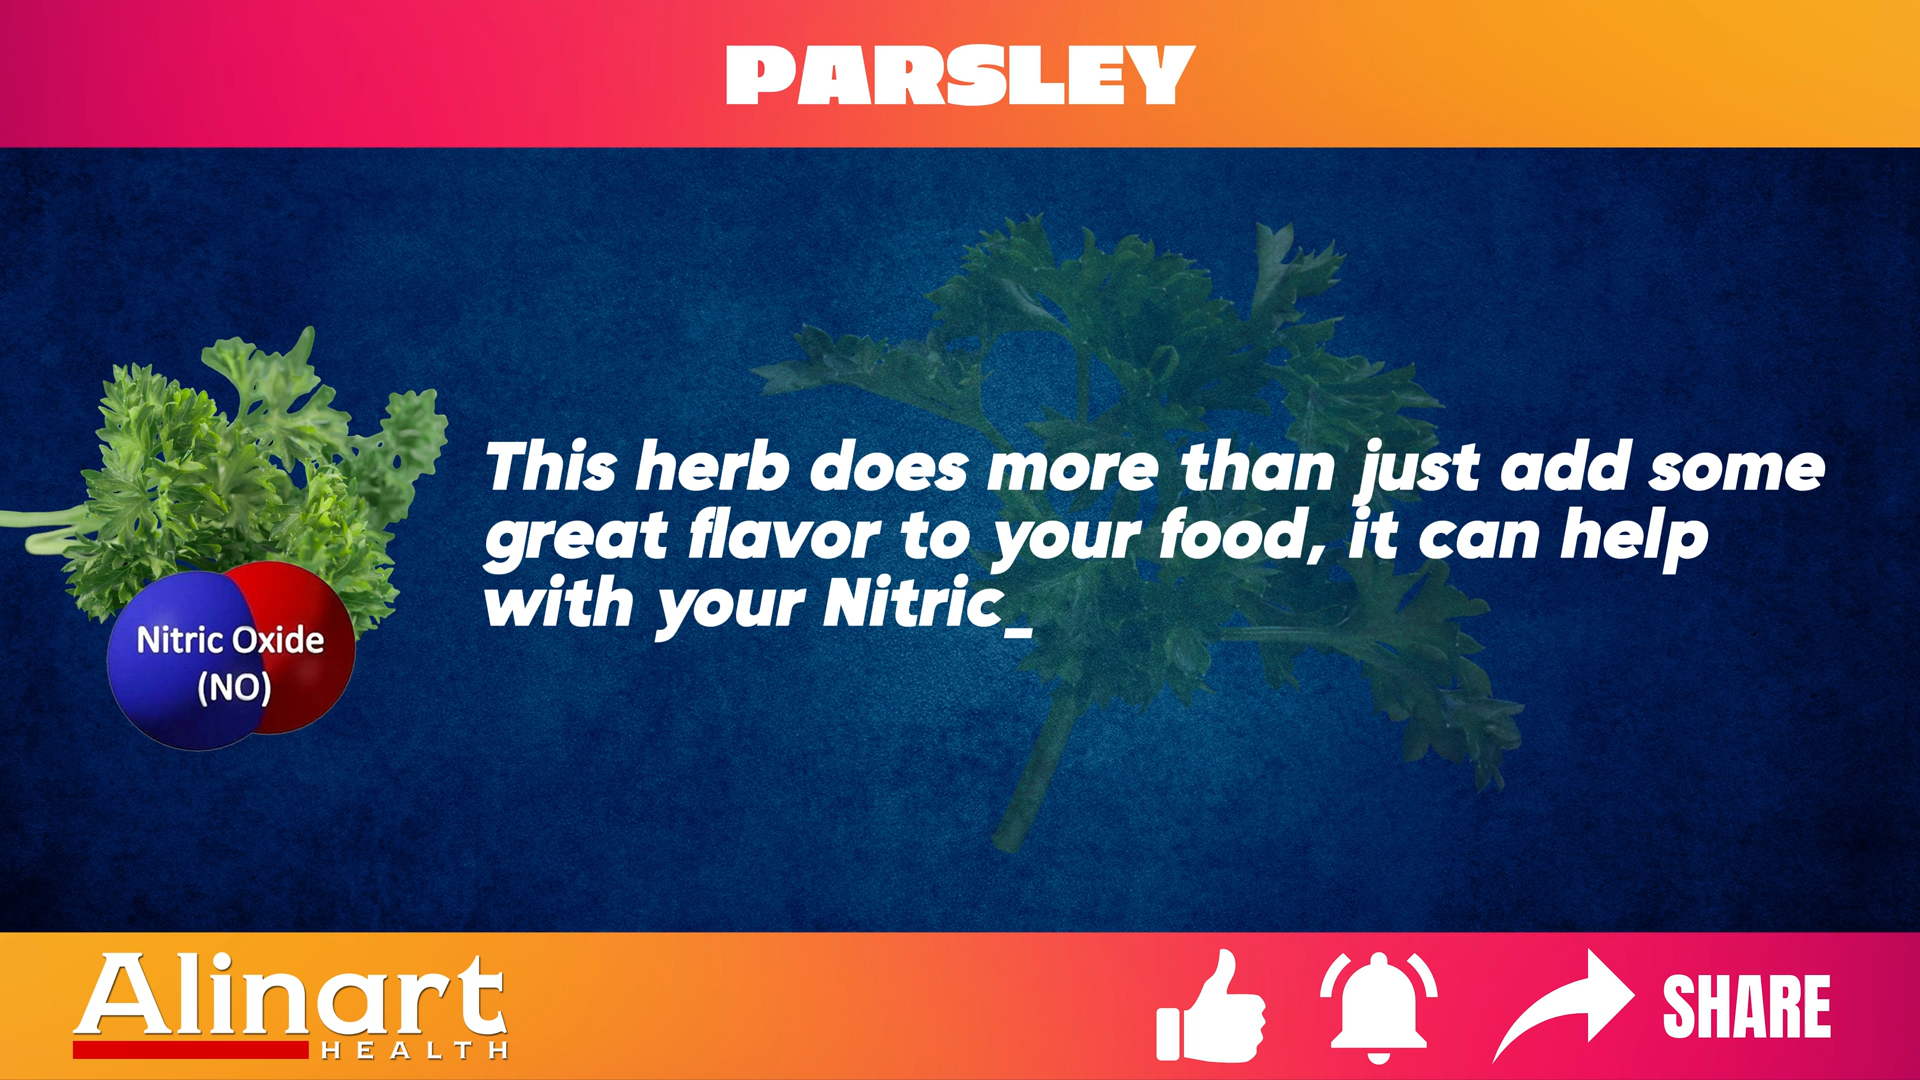 PARSLEY
This herb does more than just add some
great flavor to your food, it can help
with your Nitric_
Nitric Oxide
(NO)
Alinart
HEALTH
SHARE